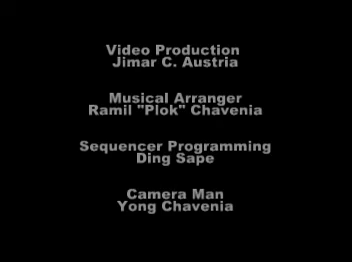 Video Production
Jimar C. Austria
Musical Arranger
Ramil "Plok" Chavenia
Sequencer Programming
Ding Sape
Camera Man
Yong Chavenia